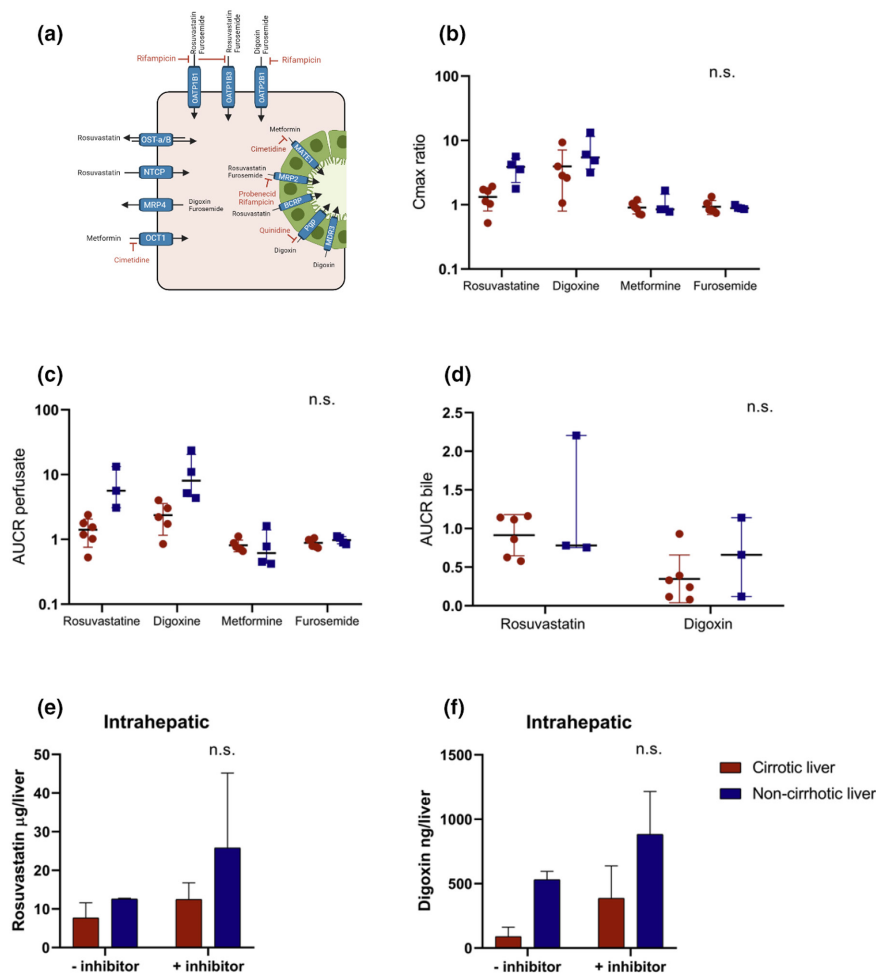 (a)
Rosuvastatin
Furosemide
Rosuvastatin
Furosemide
Digoxin
Furosemide
Rifampicin
Rifampicin
OATP1B1
OATP1B3
OATP2B1
Rosuvastatin
OST-a/B
Rosuvastatin
NTCP
MRP4
Digoxin
Furosemide
Metformin
OCT1
Cimetidine
Metformin
Cimetidine
MATE1
Rosuvastatin
Furosemide
MRP2
Probenecid
Rifampicin
BCRP
Rosuvastatin
Quinidine
Pgp
Digoxin
MDR3
Digoxin
(b)
n.s.
Cmax ratio
100
10
1
0.1
Rosuvastatine Digoxine Metformine Furosemide
(c)
n.s.
AUCR perfusate
100
10
1
0.1
Rosuvastatine Digoxine Metformine Furosemide
(d)
n.s.
AUCR bile
2.5
2.0
1.5
1.0
0.5
0.0
Rosuvastatin Digoxin
(e)
Intrahepatic
n.s.
Rosuvastatin µg/liver
50
40
30
20
10
0
- inhibitor + inhibitor
(f)
Intrahepatic
n.s.
Digoxin ng/liver
1500
1000
500
0
- inhibitor + inhibitor
Cirrotic liver
Non-cirrhotic liver